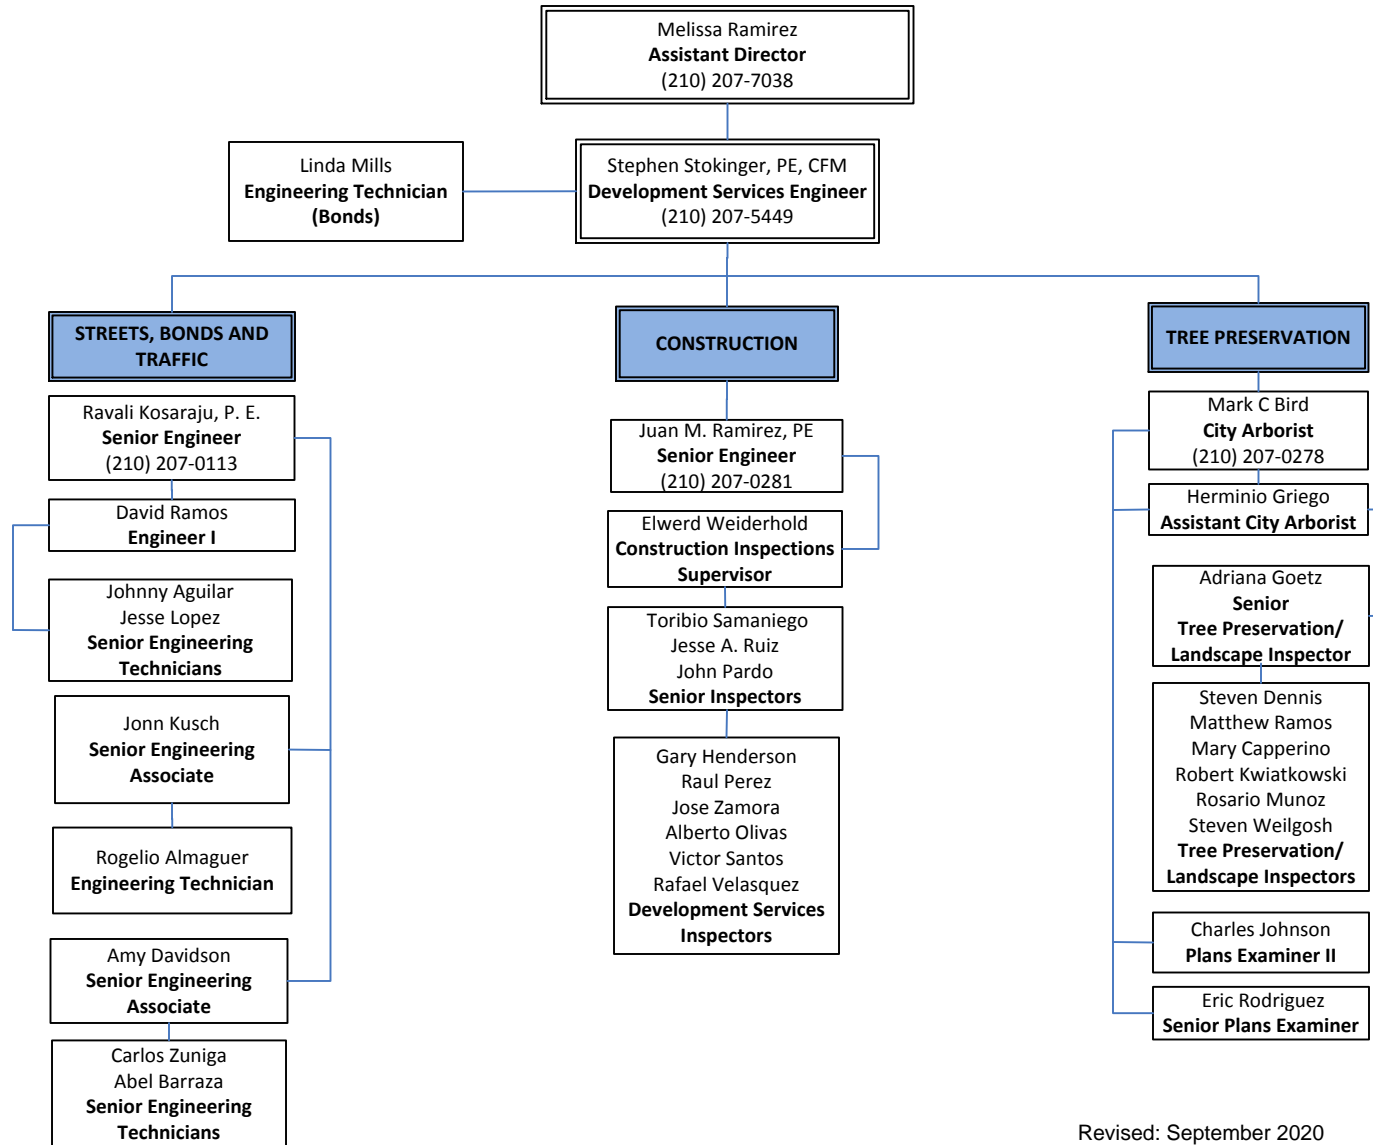 Melissa Ramirez
Assistant Director
(210) 207-7038
Linda Mills
Engineering Technician
(Bonds)
Stephen Stokinger, PE, CFM
Development Services Engineer
(210) 207-5449
STREETS, BONDS AND
TRAFFIC
Ravali Kosaraju, P. E.
Senior Engineer
(210) 207-0113
David Ramos
Engineer I
Johnny Aguilar
Jesse Lopez
Senior Engineering
Technicians
Jonn Kusch
Senior Engineering
Associate
Rogelio Almaguer
Engineering Technician
Amy Davidson
Senior Engineering
Associate
Carlos Zuniga
Abel Barraza
Senior Engineering
Technicians
CONSTRUCTION
Juan M. Ramirez, PE
Senior Engineer
(210) 207-0281
Elwerd Weiderhold
Construction Inspections
Supervisor
Toribio Samaniego
Jesse A. Ruiz
John Pardo
Senior Inspectors
Gary Henderson
Raul Perez
Jose Zamora
Alberto Olivas
Victor Santos
Rafael Velasquez
Development Services
Inspectors
TREE PRESERVATION
Mark C Bird
City Arborist
(210) 207-0278
Herminio Griego
Assistant City Arborist
Adriana Goetz
Senior
Tree Preservation/
Landscape Inspector
Steven Dennis
Matthew Ramos
Mary Capperino
Robert Kwiatkowski
Rosario Munoz
Steven Weilgosh
Tree Preservation/
Landscape Inspectors
Charles Johnson
Plans Examiner II
Eric Rodriguez
Senior Plans Examiner
Revised: September 2020